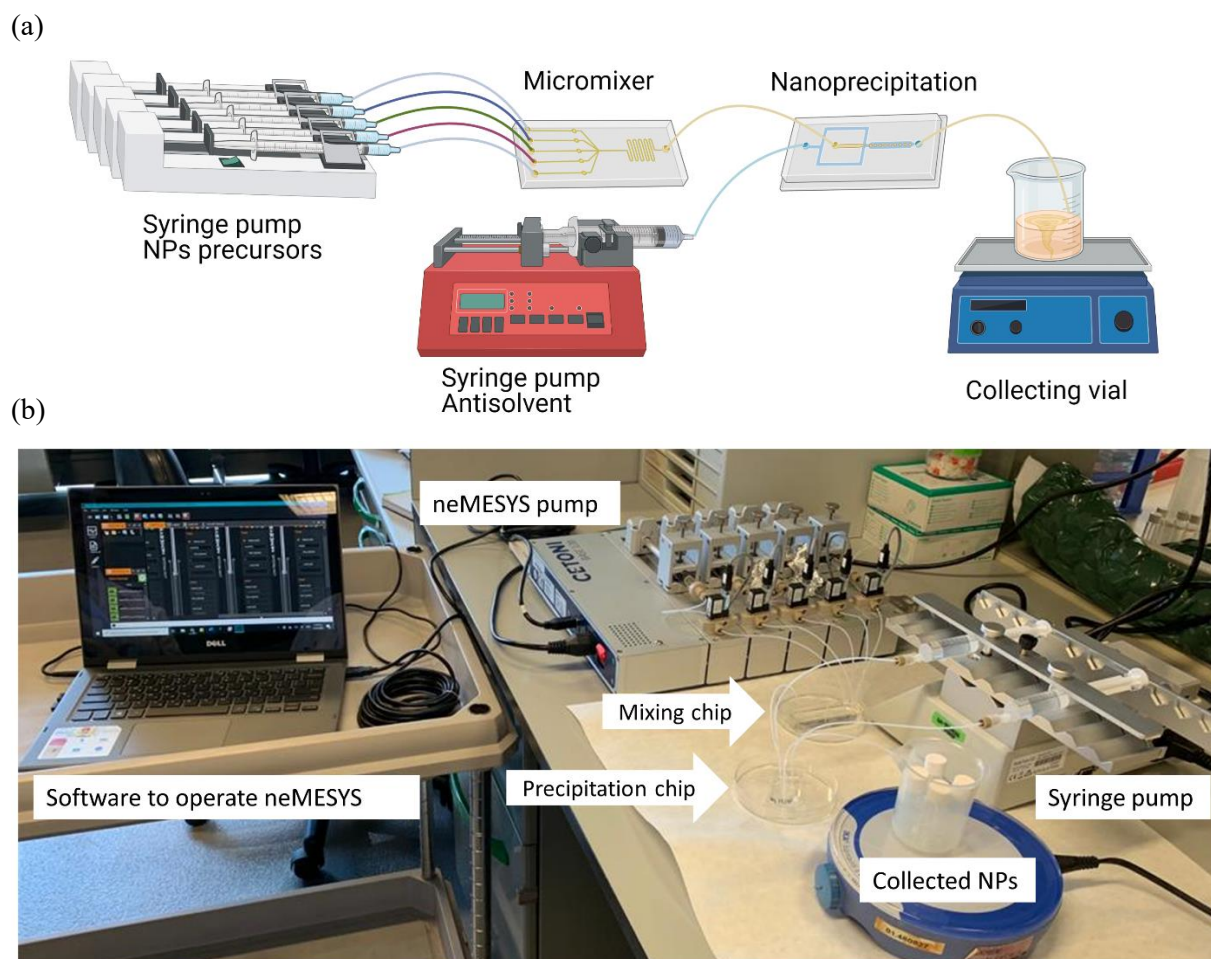 (a)
Micromixer
Nanoprecipitation
Syringe pump
NPs precursors
Syringe pump
Antisolvent
Collecting vial
(b)
neMESYS pump
CETONI
DELL
Mixing chip
Precipitation chip
Software to operate neMESYS
Syringe pump
Collected NPs